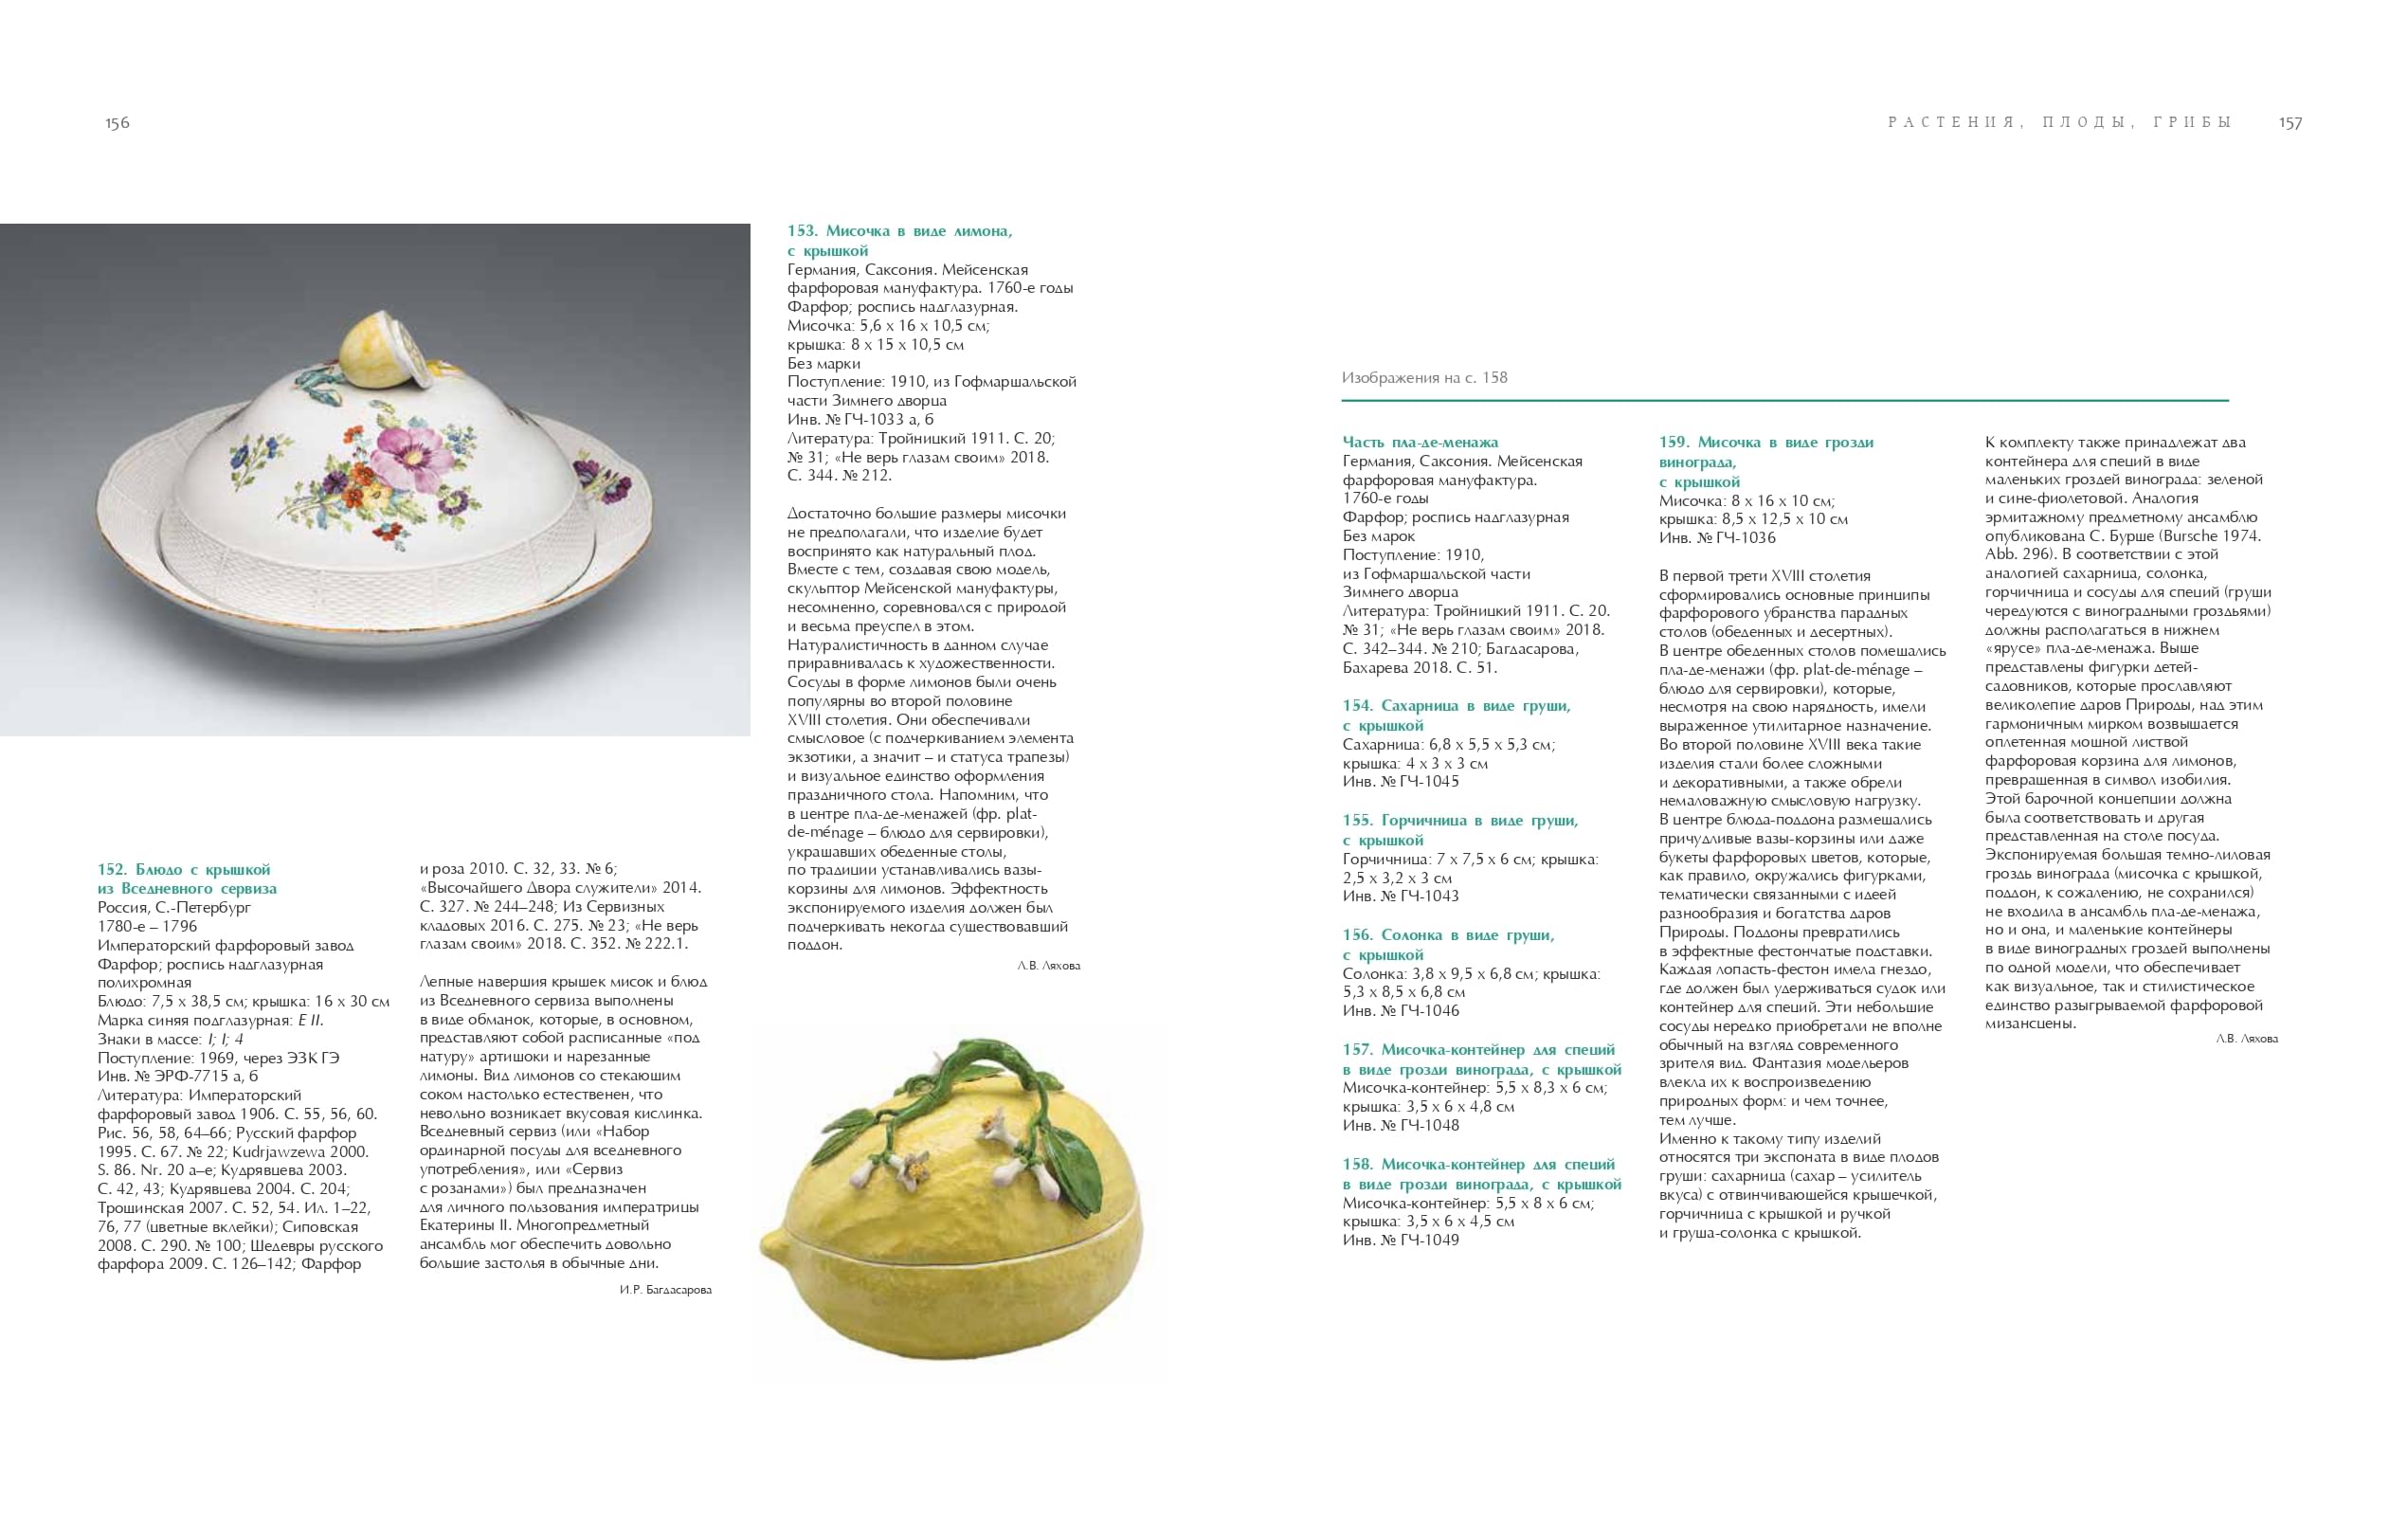 156
РАСТЕНИЯ, ПЛОДЫ, ГРИБЫ 157
152. Блюдо с крышкой
из Вседневного сервиза
Россия, С.-Петербург
1780-е – 1796
Императорский фарфоровый завод
Фарфор; роспись надглазурная
полихромная
Блюдо: 7,5 x 38,5 см; крышка: 16 x 30 см
Марка синяя подглазурная: E II.
Знаки в массе: I; I; 4
Поступление: 1969, через ЭЗК ГЭ
Инв. № ЭРФ-7715 а, б
Литература: Императорский
фарфоровый завод 1906. С. 55, 56, 60.
Рис. 56, 58, 64–66; Русский фарфор
1995. С. 67. № 22; Kudrjawzewa 2000.
S. 86. Nr. 20 a–e; Кудрявцева 2003.
С. 42, 43; Кудрявцева 2004. С. 204;
Трощинская 2007. С. 52, 54. Ил. 1–22,
76, 77 (цветные вклейки); Сиповская
2008. С. 290. № 100; Шедевры русского
фарфора 2009. С. 126–142; Фарфор
и роза 2010. С. 32, 33. № 6;
«Высочайшего Двора служители» 2014.
С. 327. № 244–248; Из Сервизных
кладовых 2016. С. 275. № 23; «Не верь
глазам своим» 2018. С. 352. № 222.1.
Лепные навершия крышек мисок и блюд
из Вседневного сервиза выполнены
в виде обманок, которые, в основном,
представляют собой расписанные «под
натуру» артишоки и нарезанные
лимоны. Вид лимонов со стекающим
соком настолько естественен, что
невольно возникает вкусовая кислинка.
Вседневный сервиз (или «Набор
ординарной посуды для вседневного
употребления», или «Сервиз
с розанами») был предназначен
для личного пользования императрицы
Екатерины II. Многопредметный
ансамбль мог обеспечить довольно
большие застолья в обычные дни.
И.Р. Багдасарова
153. Мисочка в виде лимона,
с крышкой
Германия, Саксония. Мейсенская
фарфоровая мануфактура. 1760-е годы
Фарфор; роспись надглазурная.
Мисочка: 5,6 x 16 x 10,5 см;
крышка: 8 x 15 x 10,5 см
Без марки
Поступление: 1910, из Гофмаршальской
части Зимнего дворца
Инв. № ГЧ-1033 а, б
Литература: Тройницкий 1911. С. 20;
№ 31; «Не верь глазам своим» 2018.
С. 344. № 212.
Достаточно большие размеры мисочки
не предполагали, что изделие будет
воспринято как натуральный плод.
Вместе с тем, создавая свою модель,
скульптор Мейсенской мануфактуры,
несомненно, соревновался с природой
и весьма преуспел в этом.
Натуралистичность в данном случае
приравнивалась к художественности.
Сосуды в форме лимонов были очень
популярны во второй половине
XVIII столетия. Они обеспечивали
смысловое (с подчеркиванием элемента
экзотики, а значит – и статуса трапезы)
и визуальное единство оформления
праздничного стола. Напомним, что
в центре пла-де-менажей (фр. plat-
de-ménage – блюдо для сервировки),
украшавших обеденные столы,
по традиции устанавливались вазы-
корзины для лимонов. Эффектность
экспонируемого изделия должен был
подчеркивать некогда существовавший
поддон.
Л.В. Ляхова
Изображения на с. 158
Часть пла-де-менажа
Германия, Саксония. Мейсенская
фарфоровая мануфактура.
1760-е годы
Фарфор; роспись надглазурная
Без марок
Поступление: 1910,
из Гофмаршальской части
Зимнего дворца
Литература: Тройницкий 1911. С. 20.
№ 31; «Не верь глазам своим» 2018.
С. 342–344. № 210; Багдасарова,
Бахарева 2018. С. 51.
154. Сахарница в виде груши,
с крышкой
Сахарница: 6,8 x 5,5 x 5,3 см;
крышка: 4 x 3 x 3 см
Инв. № ГЧ-1045
155. Горчичница в виде груши,
с крышкой
Горчичница: 7 x 7,5 x 6 см; крышка:
2,5 x 3,2 x 3 см
Инв. № ГЧ-1043
156. Солонка в виде груши,
с крышкой
Солонка: 3,8 x 9,5 x 6,8 см; крышка:
5,3 x 8,5 x 6,8 см
Инв. № ГЧ-1046
157. Мисочка-контейнер для специй
в виде грозди винограда, с крышкой
Мисочка-контейнер: 5,5 x 8,3 x 6 см;
крышка: 3,5 x 6 x 4,8 см
Инв. № ГЧ-1048
158. Мисочка-контейнер для специй
в виде грозди винограда, с крышкой
Мисочка-контейнер: 5,5 x 8 x 6 см;
крышка: 3,5 x 6 x 4,5 см
Инв. № ГЧ-1049
159. Мисочка в виде грозди
винограда,
с крышкой
Мисочка: 8 x 16 x 10 см;
крышка: 8,5 x 12,5 x 10 см
Инв. № ГЧ-1036
В первой трети XVIII столетия
сформировались основные принципы
фарфорового убранства парадных
столов (обеденных и десертных).
В центре обеденных столов помещались
пла-де-менажи (фр. plat-de-ménage –
блюдо для сервировки), которые,
несмотря на свою нарядность, имели
выраженное утилитарное назначение.
Во второй половине XVIII века такие
изделия стали более сложными
и декоративными, а также обрели
немаловажную смысловую нагрузку.
В центре блюда-поддона размещались
причудливые вазы-корзины или даже
букеты фарфоровых цветов, которые,
как правило, окружались фигурками,
тематически связанными с идеей
разнообразия и богатства даров
Природы. Поддоны превратились
в эффектные фестончатые подставки.
Каждая лопасть-фестон имела гнездо,
где должен был удерживаться судок или
контейнер для специй. Эти небольшие
сосуды нередко приобретали не вполне
обычный на взгляд современного
зрителя вид. Фантазия модельеров
влекла их к воспроизведению
природных форм: и чем точнее,
тем лучше.
Именно к такому типу изделий
относятся три экспоната в виде плодов
груши: сахарница (сахар – усилитель
вкуса) с отвинчивающейся крышечкой,
горчичница с крышкой и ручкой
и груша-солонка с крышкой.
К комплекту также принадлежат два
контейнера для специй в виде
маленьких гроздей винограда: зеленой
и сине-фиолетовой. Аналогия
эрмитажному предметному ансамблю
опубликована С. Бурше (Bursche 1974.
Abb. 296). В соответствии с этой
аналогией сахарница, солонка,
горчичница и сосуды для специй (груши
чередуются с виноградными гроздьями)
должны располагаться в нижнем
«ярусе» пла-де-менажа. Выше
представлены фигурки детей-
садовников, которые прославляют
великолепие даров Природы, над этим
гармоничным мирком возвышается
оплетенная мощной листвой
фарфоровая корзина для лимонов,
превращенная в символ изобилия.
Этой барочной концепции должна
была соответствовать и другая
представленная на столе посуда.
Экспонируемая большая темно-лиловая
гроздь винограда (мисочка с крышкой,
поддон, к сожалению, не сохранился)
не входила в ансамбль пла-де-менажа,
но и она, и маленькие контейнеры
в виде виноградных гроздей выполнены
по одной модели, что обеспечивает
как визуальное, так и стилистическое
единство разыгрываемой фарфоровой
мизансцены.
Л.В. Ляхова